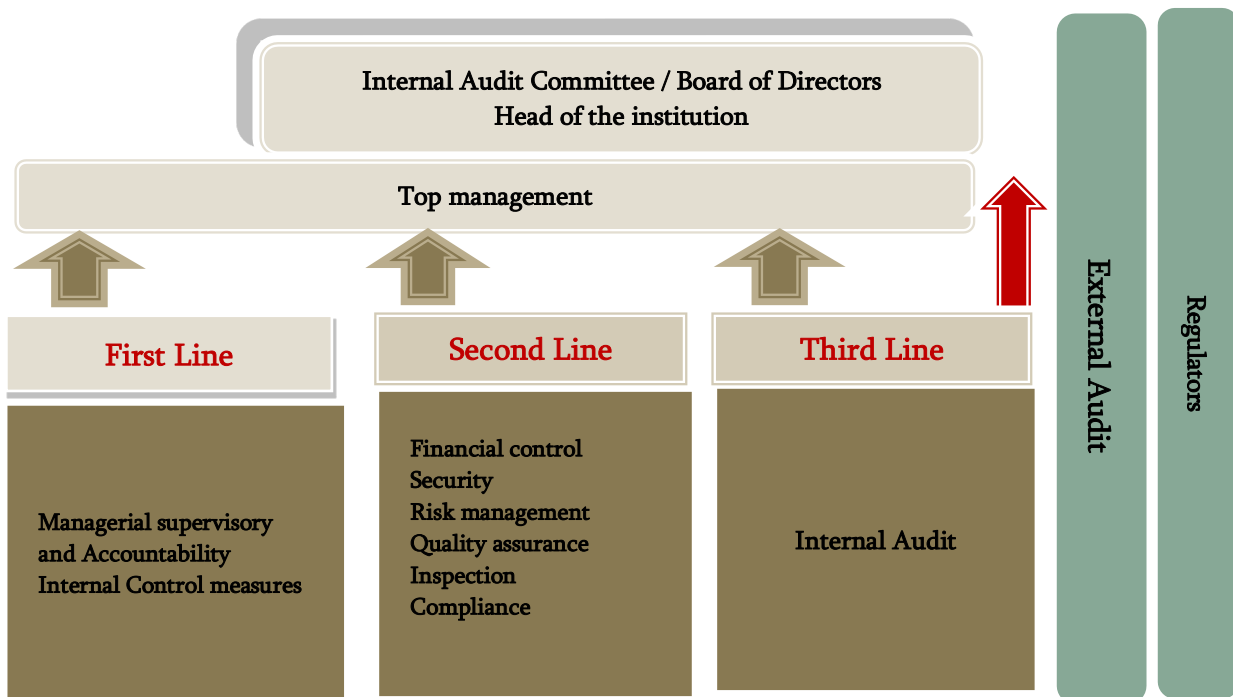 Internal Audit Committee / Board of Directors
Head of the institution
Top management
First Line
Second Line
Third Line
Managerial supervisory
and Accountability
Internal Control measures
Financial control
Security
Risk management
Quality assurance
Inspection
Compliance
Internal Audit
External Audit
Regulators